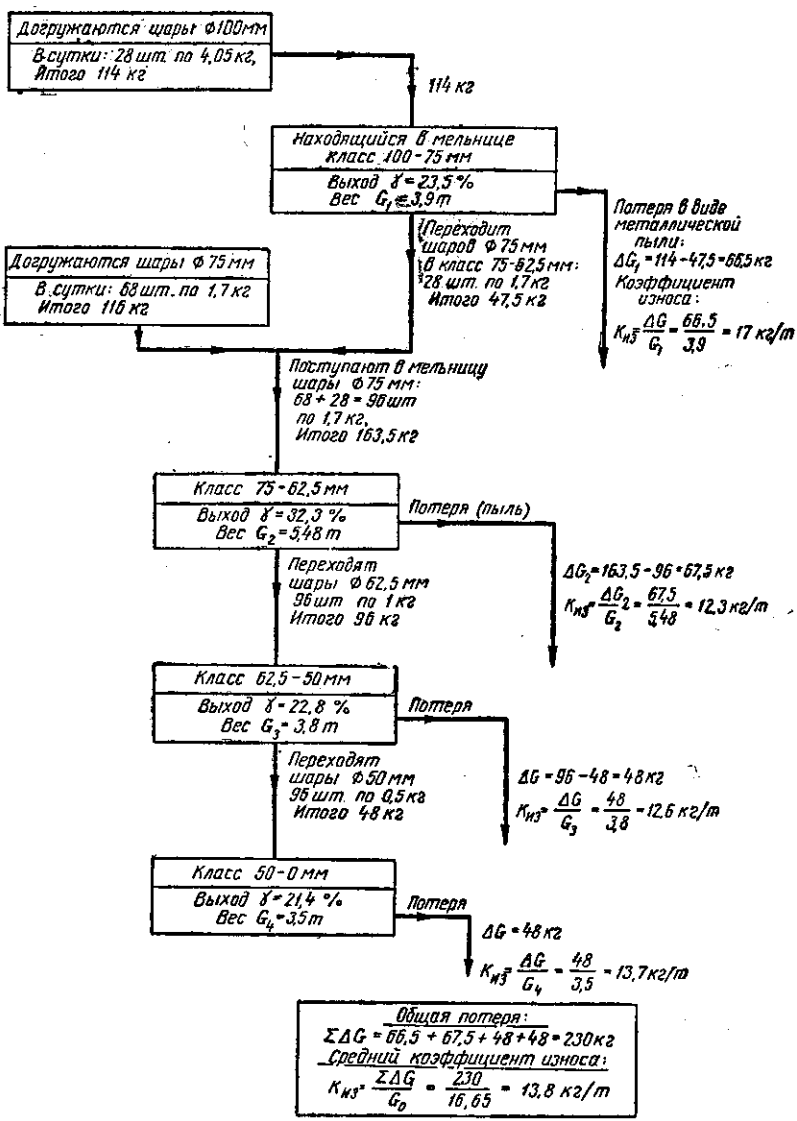 Догружаются шары Ф100мм
В сутки: 28 шт. по 4,05 кг,
Итого 114 кг
114 кг
Находящийся в мельнице
класс 100-75 мм
Выход γ=23,5 %
Вес G₁=3,9 т
Переходит
шаров Ф 75 мм
в класс 75-62,5 мм:
28 шт. по 1,7 кг
Итого 47,5 кг
Потеря в виде
металлической
пыли:
ΔG₁=114-47,5=66,5 кг
Коэффициент
износа:
Kиз=ΔG/G₁=66,5/3,9=17 кг/т
Догружаются шары Ф 75 мм
В сутки: 68 шт. по 1,7 кг
Итого 116 кг
Поступают в мельницу
шары Ф 75 мм:
68 + 28 = 96 шт
по 1,7 кг,
Итого 163,5 кг
Класс 75-62,5 мм
Выход γ=32,3 %
Вес G₂=5,48 т
Потеря (пыль)
ΔG₂=163,5-96=67,5 кг
Kиз=ΔG2/G₂=67,5/5,48=12,3 кг/т
Переходят
шары Ф 62,5 мм
96 шт по 1 кг
Итого 96 кг
Класс 62,5-50 мм
Выход γ=22,8 %
Вес G₃=3,8 т
Потеря
ΔG=96-48=48 кг
Kиз=ΔG/G₃=48/3,8=12,6 кг/т
Переходят
шары Ф50 мм
96 шт. по 0,5 кг
Итого 48 кг
Класс 50-0 мм
Выход γ=21,4 %
Вес G₄=3,5 т
Потеря
ΔG=48 кг
Kиз=ΔG/G₄=48/3,5=13,7 кг/т
Общая потеря:
ΣΔG=66,5+67,5+48+48=230 кг
Средний коэффициент износа:
Kиз=ΣΔG/G₀=230/16,65=13,8 кг/т